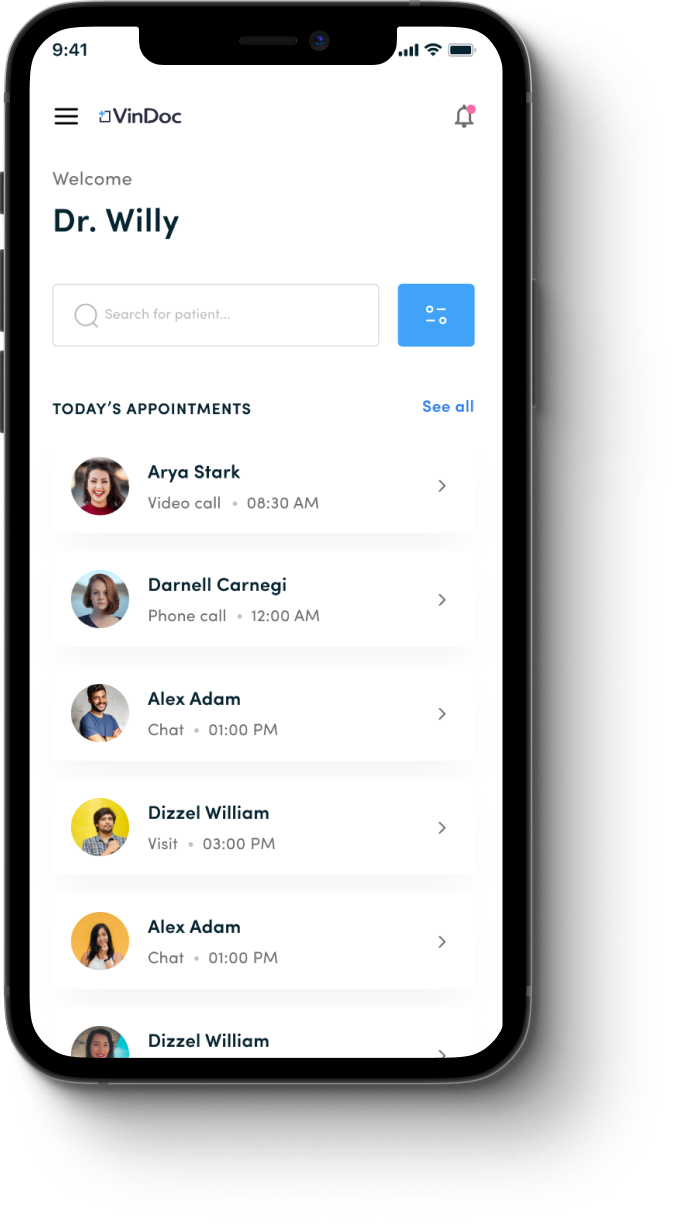 9:41
VinDoc
Welcome
Dr. Willy
Search for patient...
TODAY’S APPOINTMENTS
See all
Arya Stark
Video call • 08:30 AM
Darnell Carnegi
Phone call • 12:00 AM
Alex Adam
Chat • 01:00 PM
Dizzel William
Visit • 03:00 PM
Alex Adam
Chat • 01:00 PM
Dizzel William